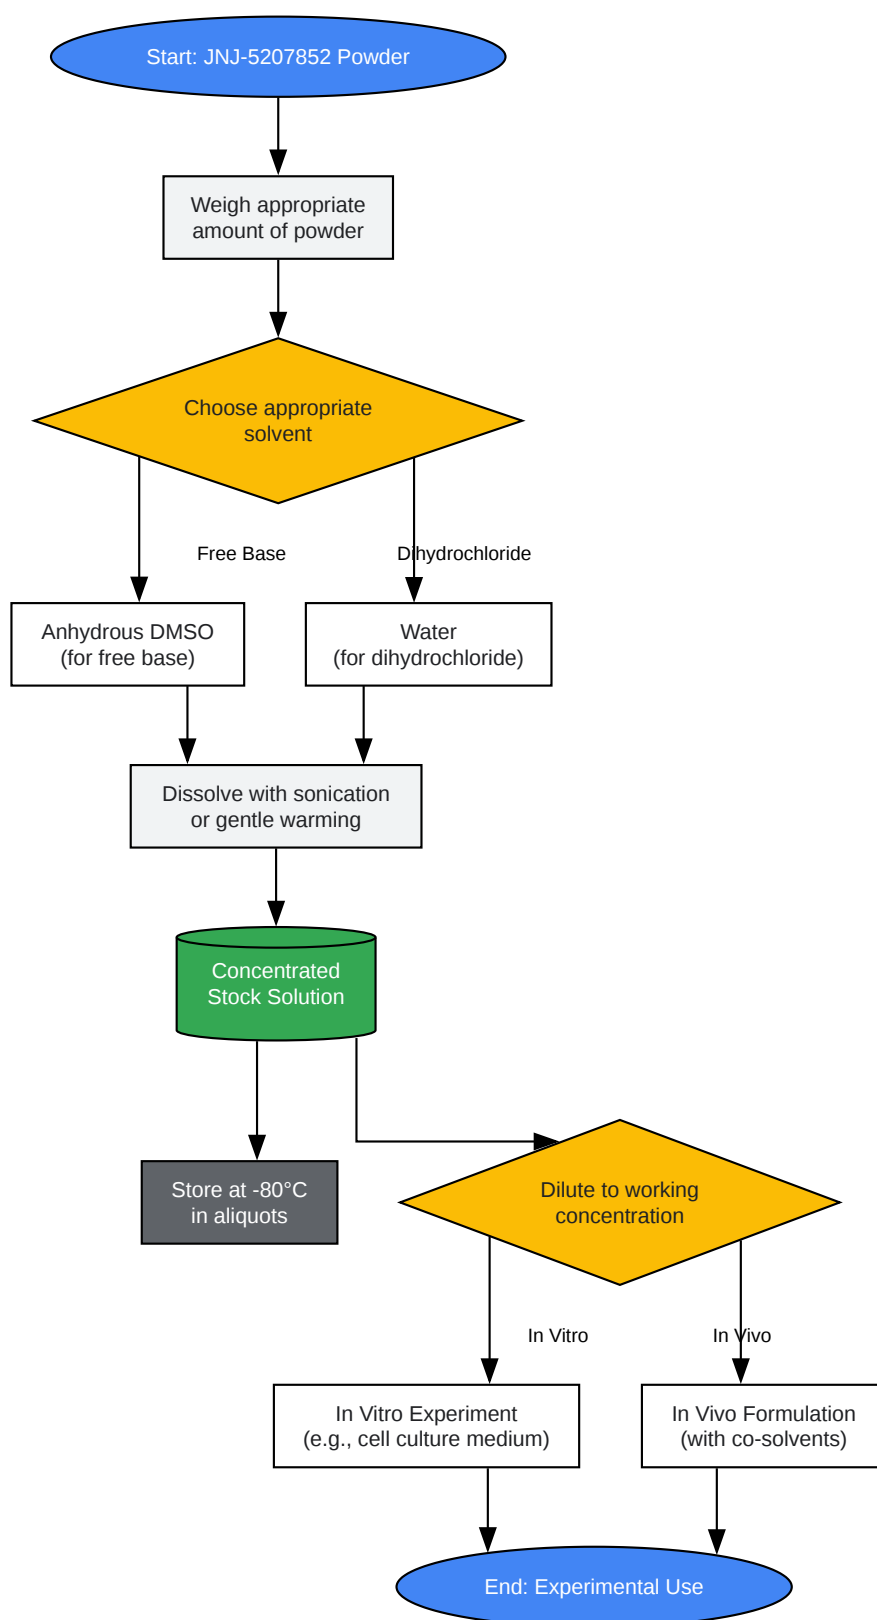 Start: JNJ-5207852 Powder
Weigh appropriate
amount of powder
Choose appropriate
solvent
Free Base
Dihydrochloride
Anhydrous DMSO
(for free base)
Water
(for dihydrochloride)
Dissolve with sonication
or gentle warming
Concentrated
Stock Solution
Store at -80°C
in aliquots
Dilute to working
concentration
In Vitro
In Vivo
In Vitro Experiment
(e.g., cell culture medium)
In Vivo Formulation
(with co-solvents)
End: Experimental Use